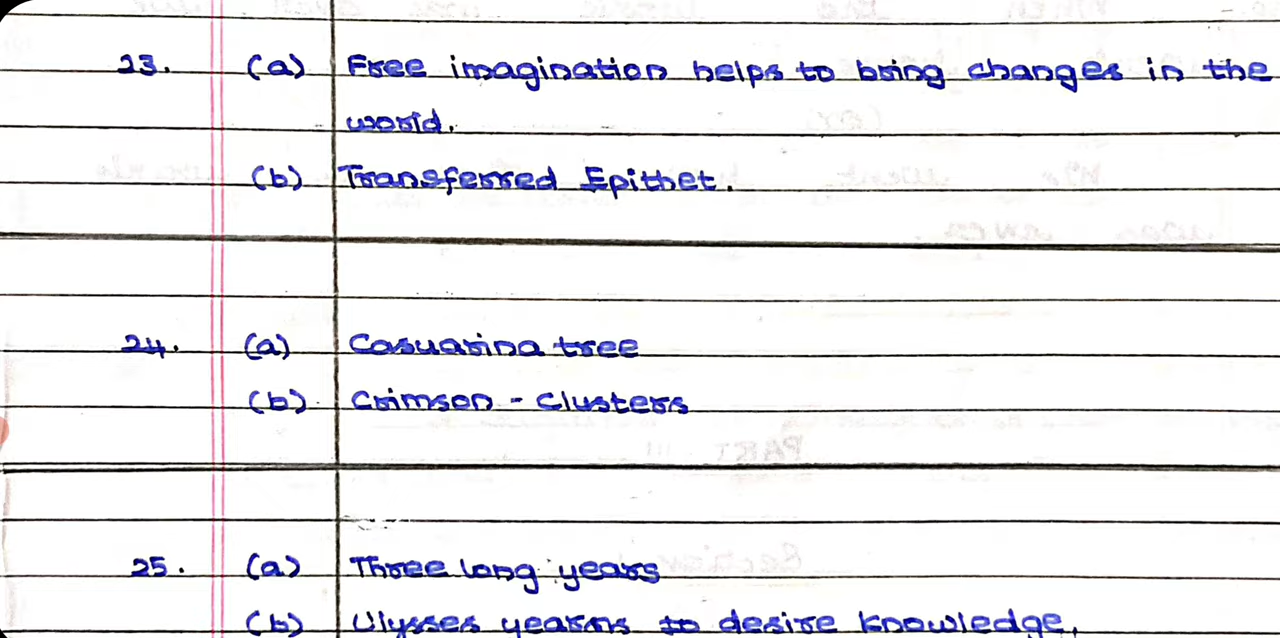 23. (a) Free imagination helps to bring changes in the
world.
(b) Transferred Epithet.
24. (a) Casuarina tree
(b) Crimson - clusters
25. (a) Three long years
(b) Ulysses yearns to desire knowledge.